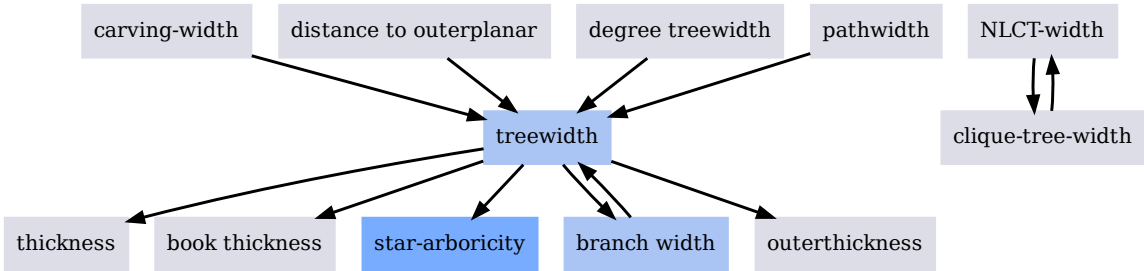 carving-width
distance to outerplanar
degree treewidth
pathwidth
NLCT-width
treewidth
clique-tree-width
thickness
book thickness
star-arboricity
branch width
outerthickness